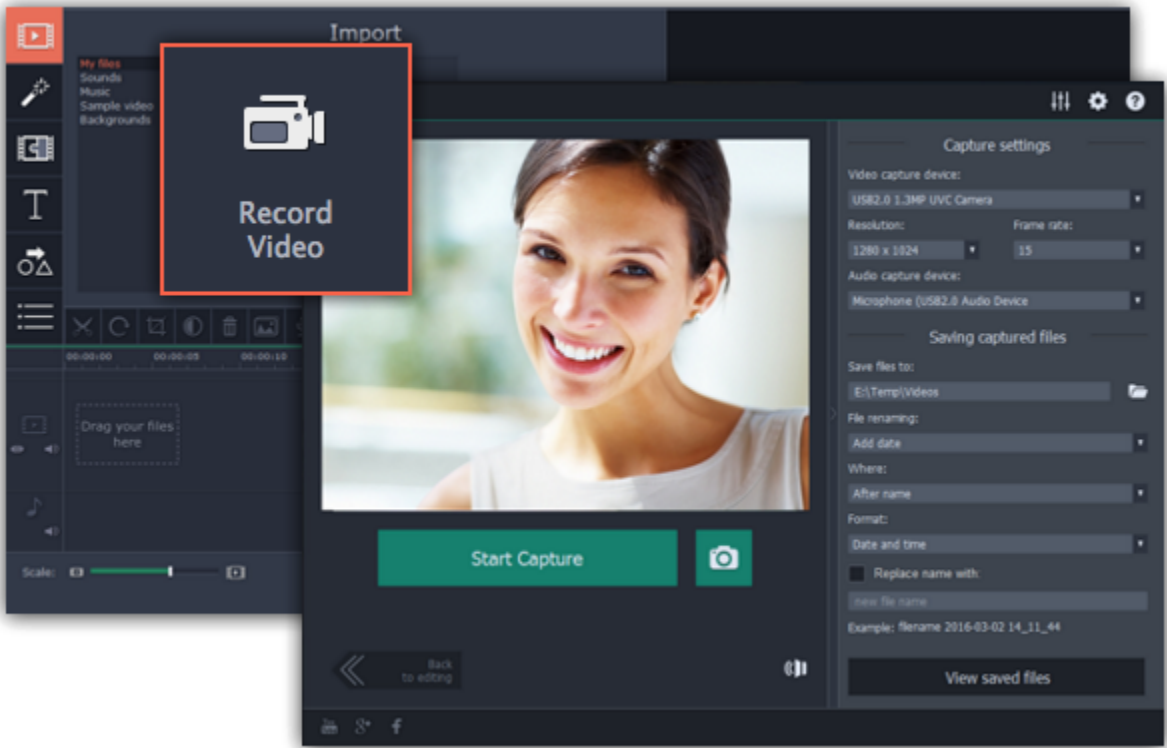 Import
My files
Sounds
Music
Sample video
Backgrounds
Record
Video
00:00:00 00:00:05 00:00:10
Drag your files
here
Scale:
Capture settings
Video capture device:
USB2.0 1.3MP UVC Camera
Resolution: Frame rate:
1280 x 1024 15
Audio capture device:
Microphone (USB2.0 Audio Device
Saving captured files
Save files to:
E:\Temp\Videos
File renaming:
Add date
Where:
After name
Format:
Date and time
Replace name with:
new file name
Example: filename 2016-03-02 14_11_44
View saved files
Start Capture
Back
to editing